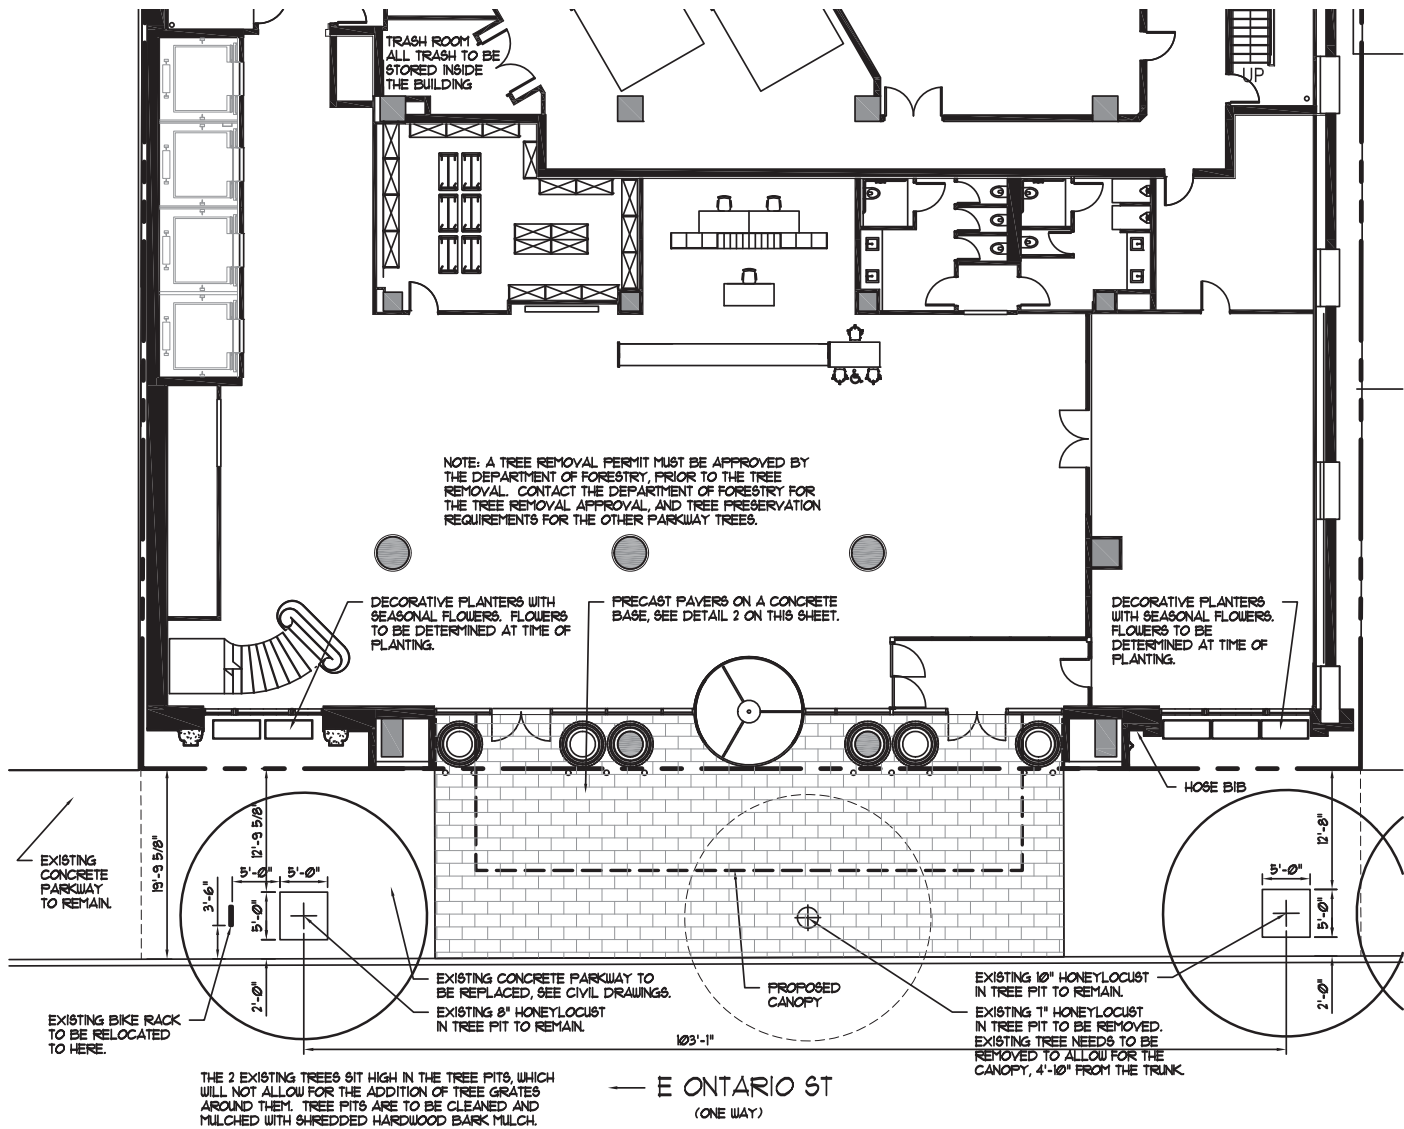 TRASH ROOM
ALL TRASH TO BE
STORED INSIDE
THE BUILDING
UP
NOTE: A TREE REMOVAL PERMIT MUST BE APPROVED BY
THE DEPARTMENT OF FORESTRY, PRIOR TO THE TREE
REMOVAL. CONTACT THE DEPARTMENT OF FORESTRY FOR
THE TREE REMOVAL APPROVAL, AND TREE PRESERVATION
REQUIREMENTS FOR THE OTHER PARKWAY TREES.
DECORATIVE PLANTERS WITH
SEASONAL FLOWERS. FLOWERS
TO BE DETERMINED AT TIME OF
PLANTING.
PRECAST PAVERS ON A CONCRETE
BASE, SEE DETAIL 2 ON THIS SHEET.
DECORATIVE PLANTERS
WITH SEASONAL FLOWERS.
FLOWERS TO BE
DETERMINED AT TIME OF
PLANTING.
HOSE BIB
EXISTING
CONCRETE
PARKWAY
TO REMAIN.
19'-9 5/8"
12'-9 5/8"
5'-0"
5'-0"
3'-6"
5'-0"
2'-0"
12'-8"
5'-0"
5'-0"
2'-0"
EXISTING BIKE RACK
TO BE RELOCATED
TO HERE.
EXISTING CONCRETE PARKWAY TO
BE REPLACED, SEE CIVIL DRAWINGS.
EXISTING 8" HONEYLOCUST
IN TREE PIT TO REMAIN.
PROPOSED
CANOPY
EXISTING 10" HONEYLOCUST
IN TREE PIT TO REMAIN.
EXISTING 7" HONEYLOCUST
IN TREE PIT TO BE REMOVED.
EXISTING TREE NEEDS TO BE
REMOVED TO ALLOW FOR THE
CANOPY, 4'-10" FROM THE TRUNK.
103'-1"
THE 2 EXISTING TREES SIT HIGH IN THE TREE PITS, WHICH
WILL NOT ALLOW FOR THE ADDITION OF TREE GRATES
AROUND THEM. TREE PITS ARE TO BE CLEANED AND
MULCHED WITH SHREDDED HARDWOOD BARK MULCH.
E ONTARIO ST
(ONE WAY)